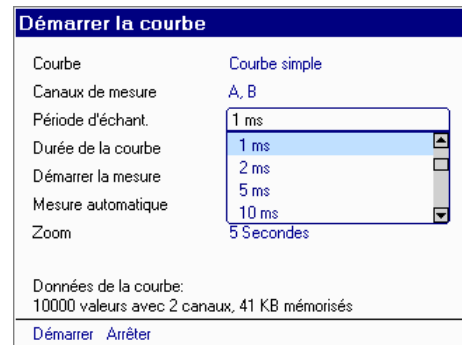 Démarrer la courbe
Courbe Courbe simple
Canaux de mesure A, B
Période d'échant. 1 ms
Durée de la courbe 1 ms
Démarrer la mesure 2 ms
5 ms
Mesure automatique 10 ms
Zoom 5 Secondes
Données de la courbe:
10000 valeurs avec 2 canaux, 41 KB mémorisés
Démarrer Arrêter